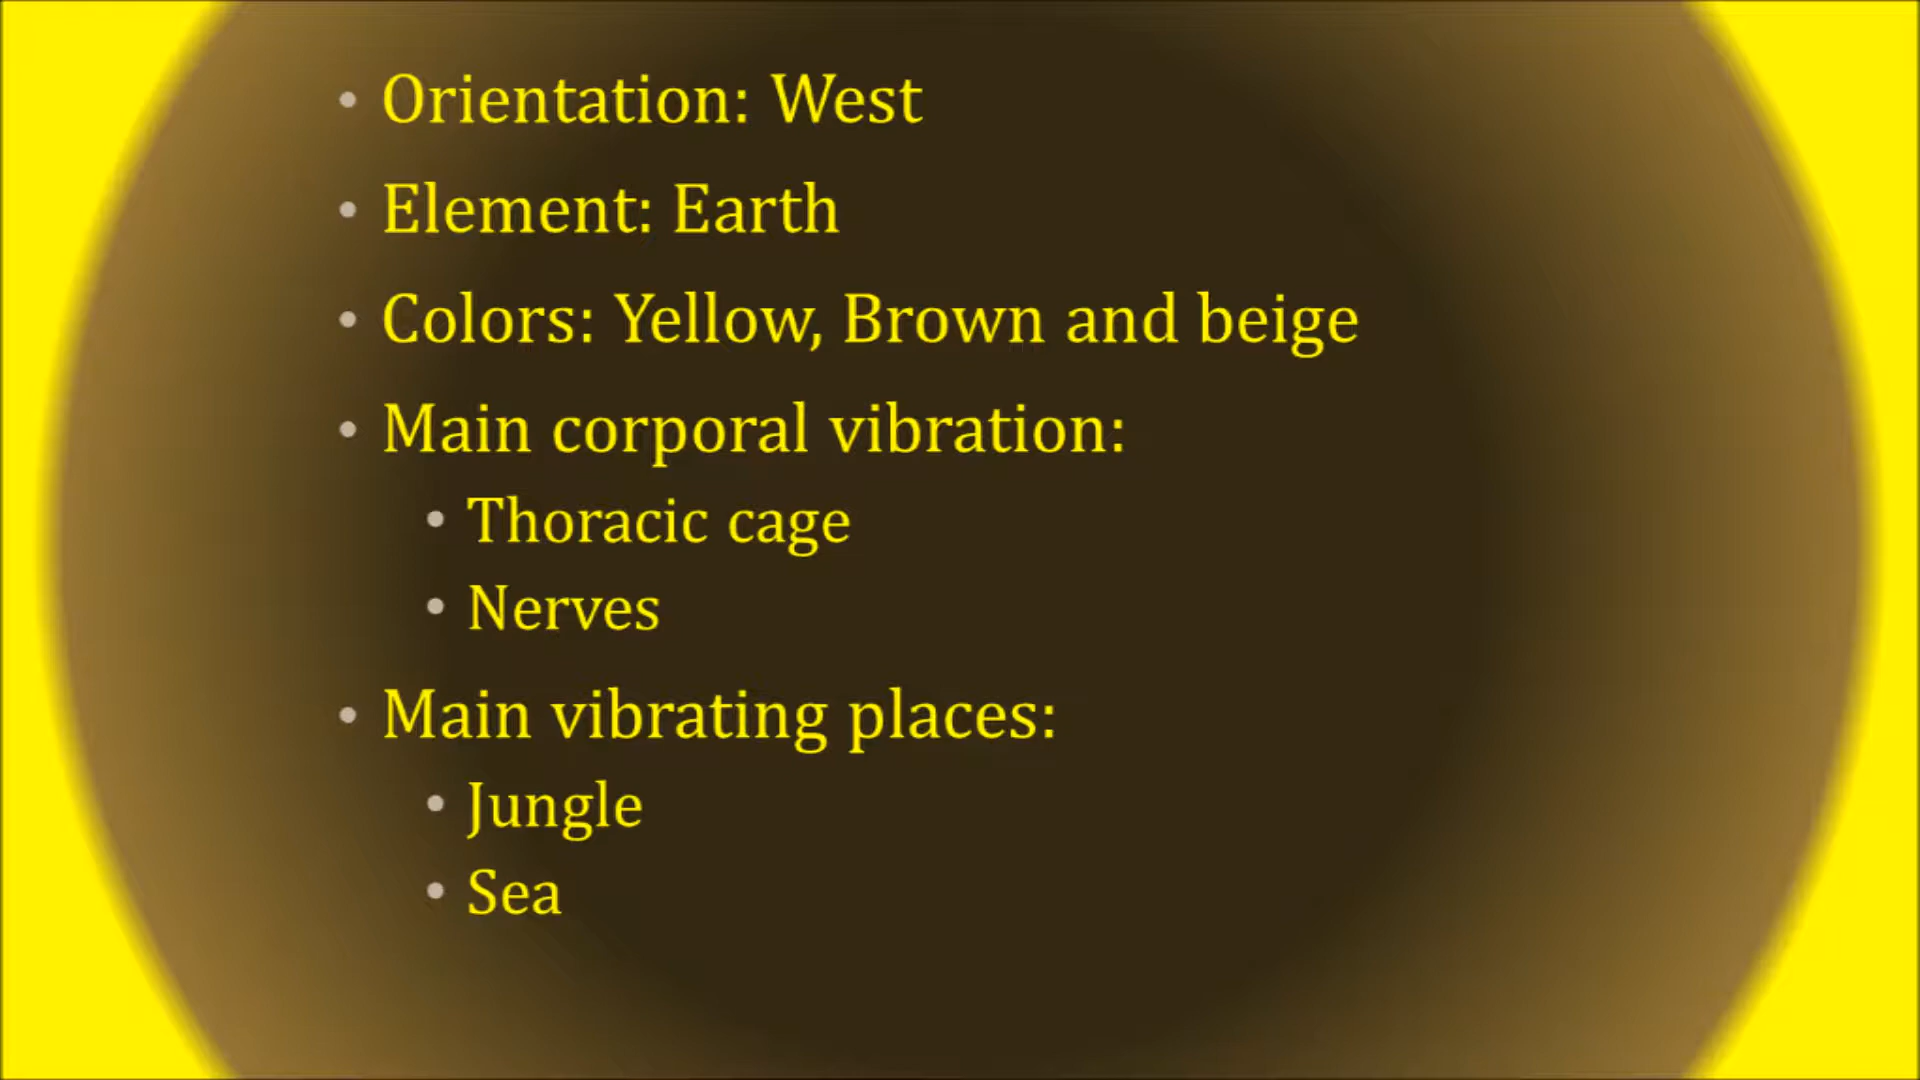 • Orientation: West
• Element: Earth
• Colors: Yellow, Brown and beige
• Main corporal vibration:
• Thoracic cage
• Nerves
• Main vibrating places:
• Jungle
• Sea